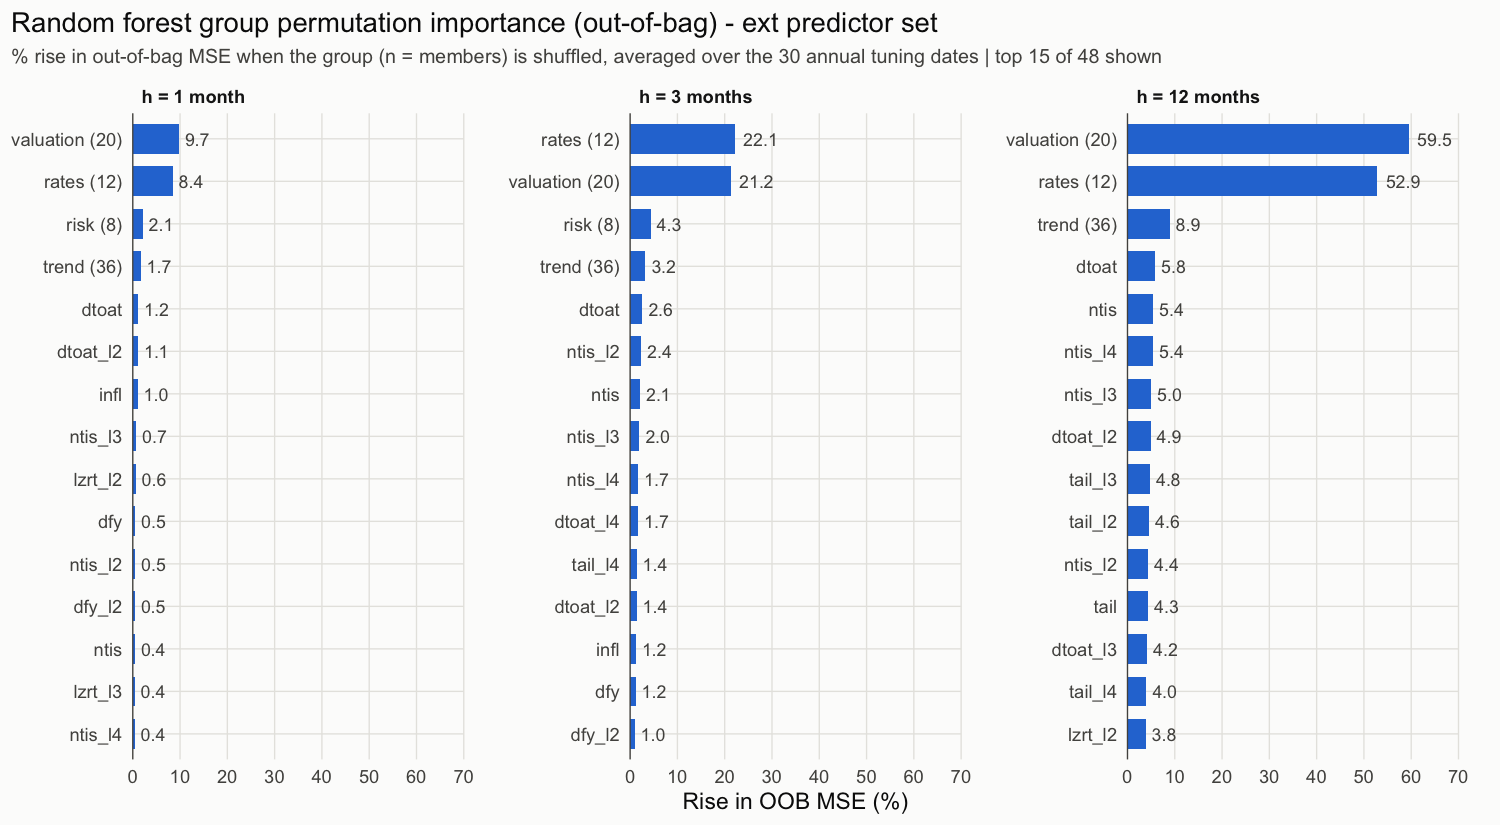 Random forest group permutation importance (out-of-bag) - ext predictor set
% rise in out-of-bag MSE when the group (n = members) is shuffled, averaged over the 30 annual tuning dates | top 15 of 48 shown
h = 1 month
valuation (20) 9.7
rates (12) 8.4
risk (8) 2.1
trend (36) 1.7
dtoat 1.2
dtoat_l2 1.1
infl 1.0
ntis_l3 0.7
lzrt_l2 0.6
dfy 0.5
ntis_l2 0.5
dfy_l2 0.5
ntis 0.4
lzrt_l3 0.4
ntis_l4 0.4
0 10 20 30 40 50 60 70
h = 3 months
rates (12) 22.1
valuation (20) 21.2
risk (8) 4.3
trend (36) 3.2
dtoat 2.6
ntis_l2 2.4
ntis 2.1
ntis_l3 2.0
ntis_l4 1.7
dtoat_l4 1.7
tail_l4 1.4
dtoat_l2 1.4
infl 1.2
dfy 1.2
dfy_l2 1.0
0 10 20 30 40 50 60 70
h = 12 months
valuation (20) 59.5
rates (12) 52.9
trend (36) 8.9
dtoat 5.8
ntis 5.4
ntis_l4 5.4
ntis_l3 5.0
dtoat_l2 4.9
tail_l3 4.8
tail_l2 4.6
ntis_l2 4.4
tail 4.3
dtoat_l3 4.2
tail_l4 4.0
lzrt_l2 3.8
0 10 20 30 40 50 60 70
Rise in OOB MSE (%)